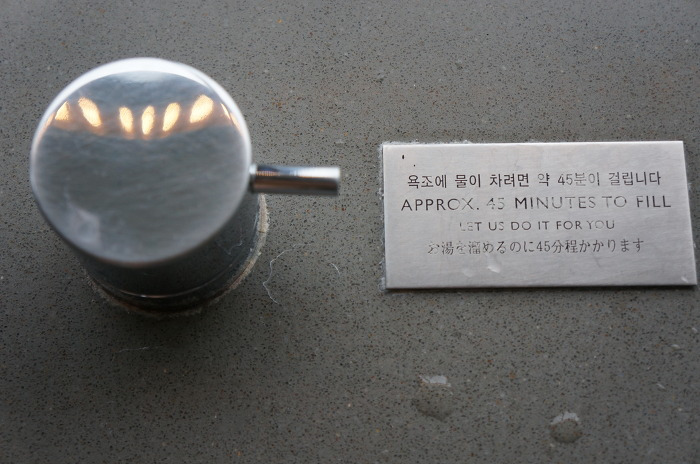 욕조에 물이 차려면 약 45분이 걸립니다
APPROX. 45 MINUTES TO FILL
LET US DO IT FOR YOU
お湯を溜めるのに45分程かかります